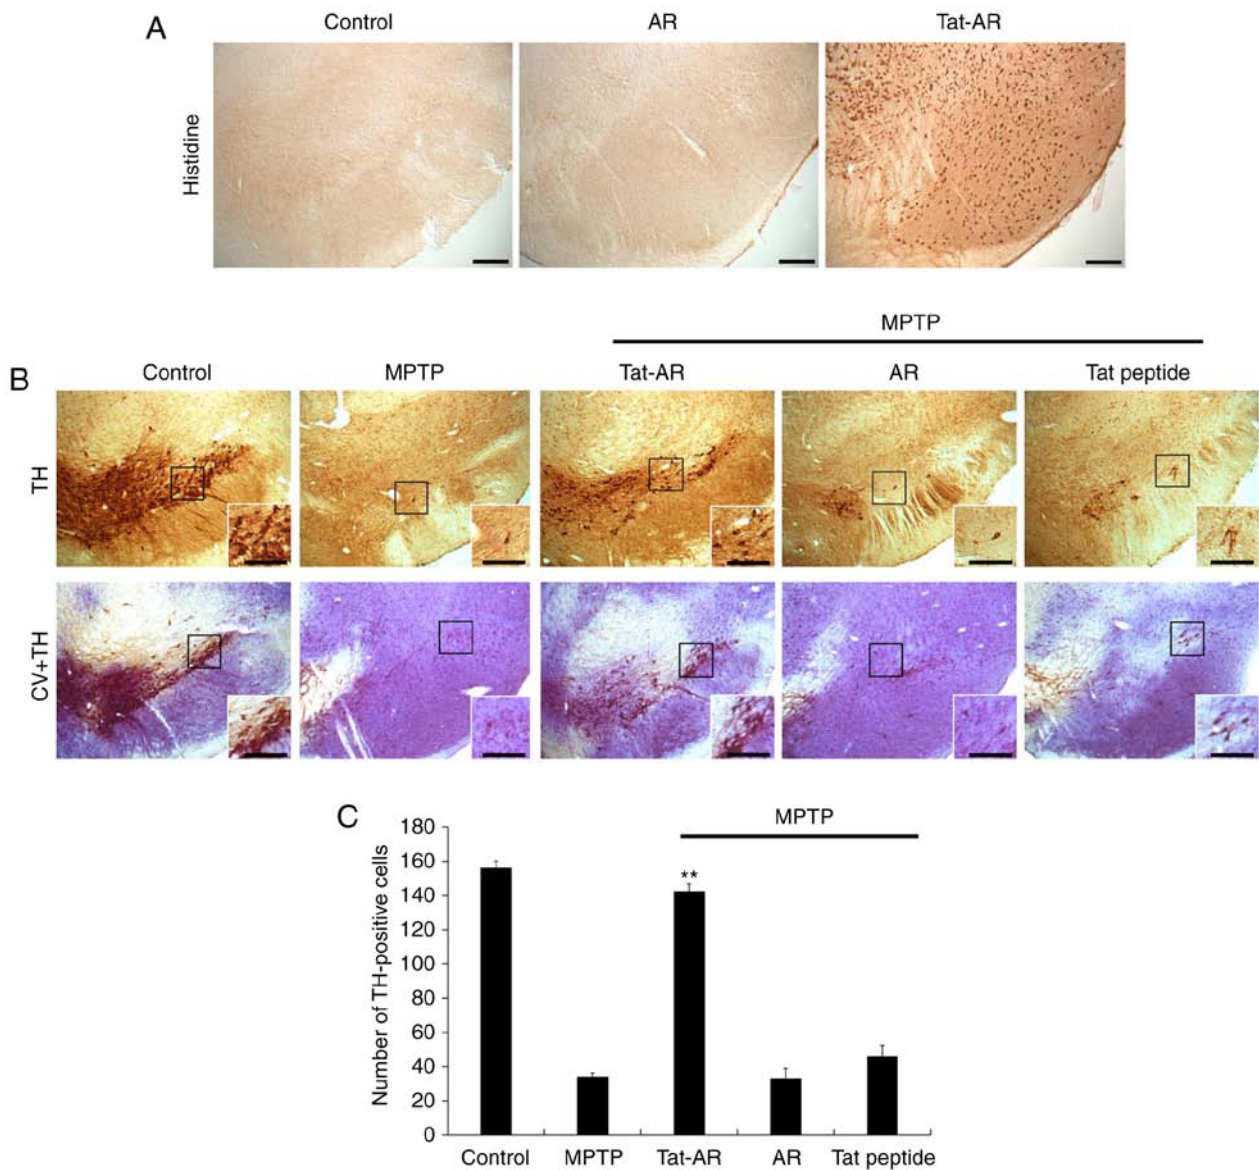 A
Control AR Tat-AR
Histidine
MPTP
B
Control MPTP Tat-AR AR Tat peptide
TH
CV+TH
C
MPTP
180
160
140
120
100
80
60
40
20
0
**
Number of TH-positive cells
Control MPTP Tat-AR AR Tat peptide